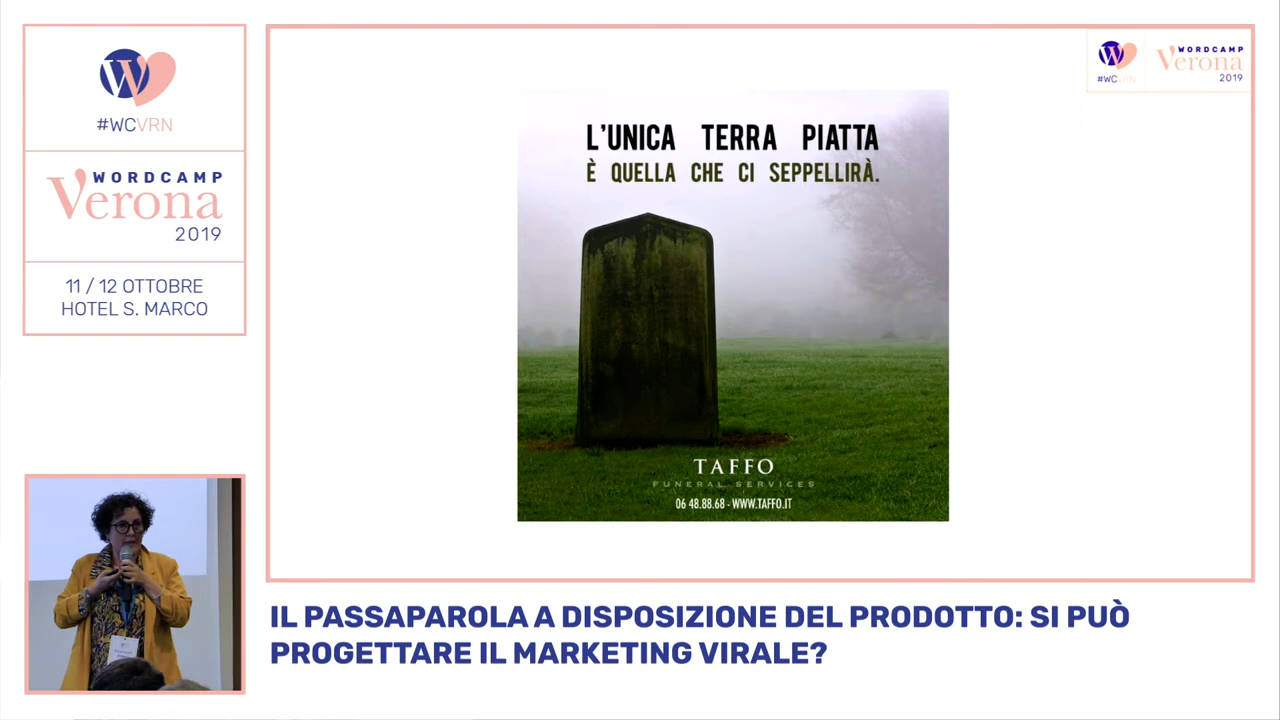 #WCVRN
WORDCAMP
Verona
2019
11 / 12 OTTOBRE
HOTEL S. MARCO
#WCVRN
WORDCAMP
Verona
2019
L'UNICA TERRA PIATTA
È QUELLA CHE CI SEPPELLIRÀ.
TAFFO
FUNERAL SERVICES
06 48.88.68 - WWW.TAFFO.IT
IL PASSAPAROLA A DISPOSIZIONE DEL PRODOTTO: SI PUÒ
PROGETTARE IL MARKETING VIRALE?